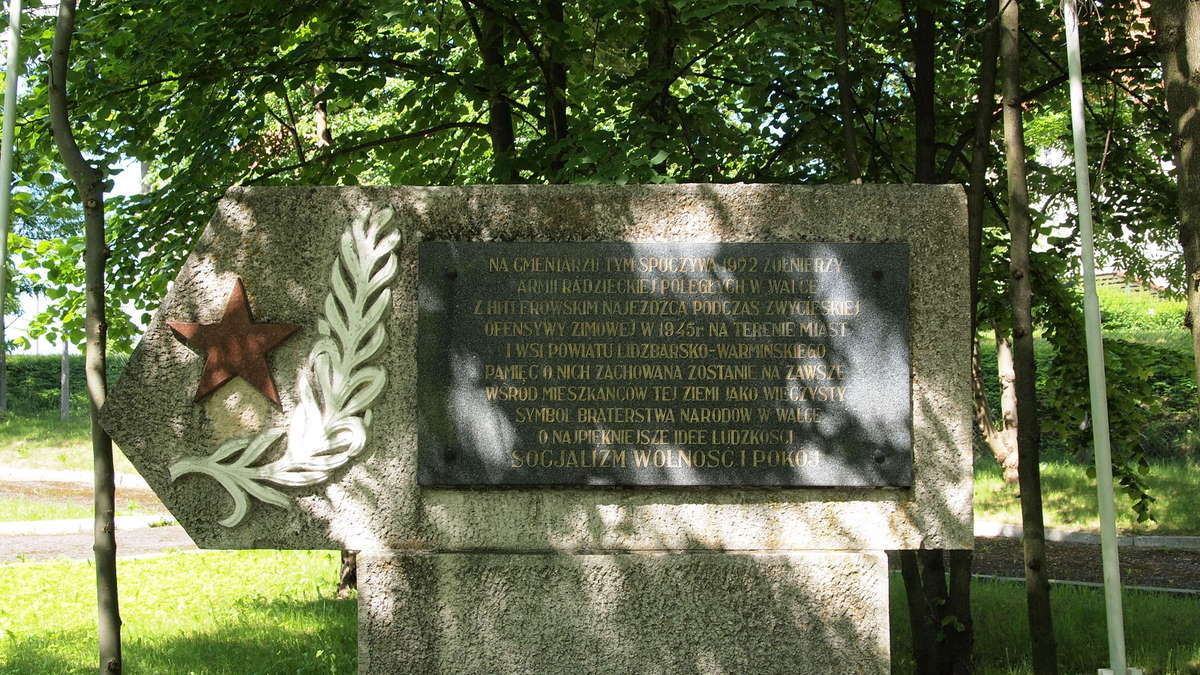 NA CMENTARZU TYM SPOCZYWA 1972 ŻOŁNIERZY
ARMII RADZIECKIEJ POLEGŁYCH W WALCE
Z HITLEROWSKIM NAJEŹDŹCĄ PODCZAS ZWYCIĘSKIEJ
OFENSYWY ZIMOWEJ W 1945r. NA TERENIE MIAST
I WSI POWIATU LIDZBARSKO-WARMIŃSKIEGO
PAMIĘĆ O NICH ZACHOWANA ZOSTANIE NA ZAWSZE
WŚRÓD MIESZKAŃCÓW TEJ ZIEMI JAKO WIECZYSTY
SYMBOL BRATERSTWA NARODÓW W WALCE
O NAJPIĘKNIEJSZE IDEE LUDZKOŚCI
SOCJALIZM WOLNOŚĆ I POKÓJ